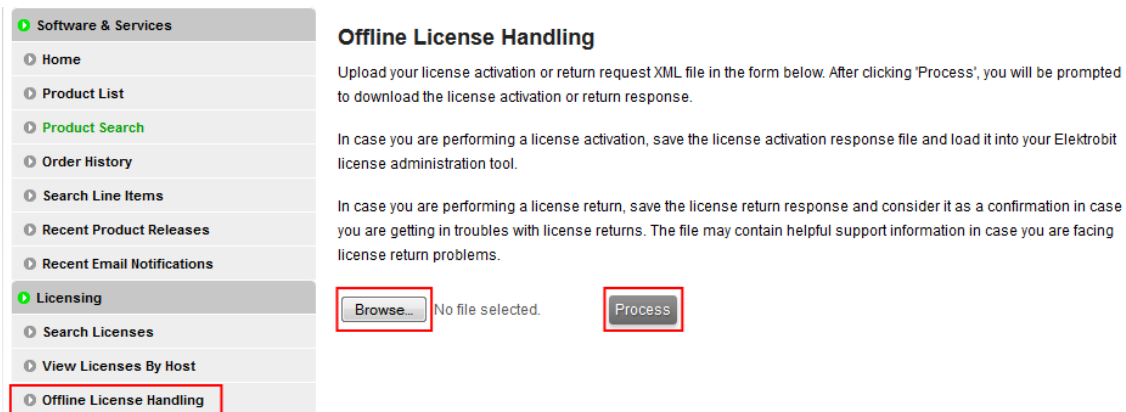 Software & Services
Home
Product List
Product Search
Order History
Search Line Items
Recent Product Releases
Recent Email Notifications
Licensing
Search Licenses
View Licenses By Host
Offline License Handling
Offline License Handling
Upload your license activation or return request XML file in the form below. After clicking 'Process', you will be prompted
to download the license activation or return response.
In case you are performing a license activation, save the license activation response file and load it into your Elektrobit
license administration tool.
In case you are performing a license return, save the license return response and consider it as a confirmation in case
you are getting in troubles with license returns. The file may contain helpful support information in case you are facing
license return problems.
Browse... No file selected. Process